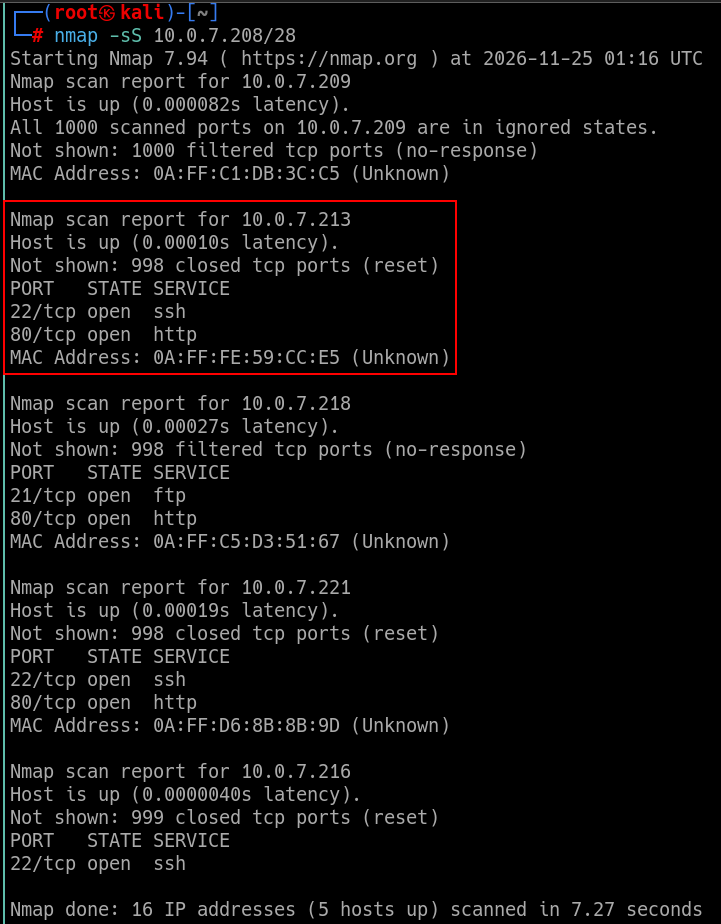 ┌──(root㉿kali)-[~]
└─# nmap -sS 10.0.7.208/28
Starting Nmap 7.94 ( https://nmap.org ) at 2026-11-25 01:16 UTC
Nmap scan report for 10.0.7.209
Host is up (0.000082s latency).
All 1000 scanned ports on 10.0.7.209 are in ignored states.
Not shown: 1000 filtered tcp ports (no-response)
MAC Address: 0A:FF:C1:DB:3C:C5 (Unknown)

Nmap scan report for 10.0.7.213
Host is up (0.00010s latency).
Not shown: 998 closed tcp ports (reset)
PORT   STATE SERVICE
22/tcp open  ssh
80/tcp open  http
MAC Address: 0A:FF:FE:59:CC:E5 (Unknown)

Nmap scan report for 10.0.7.218
Host is up (0.00027s latency).
Not shown: 998 filtered tcp ports (no-response)
PORT   STATE SERVICE
21/tcp open  ftp
80/tcp open  http
MAC Address: 0A:FF:C5:D3:51:67 (Unknown)

Nmap scan report for 10.0.7.221
Host is up (0.00019s latency).
Not shown: 998 closed tcp ports (reset)
PORT   STATE SERVICE
22/tcp open  ssh
80/tcp open  http
MAC Address: 0A:FF:D6:8B:8B:9D (Unknown)

Nmap scan report for 10.0.7.216
Host is up (0.0000040s latency).
Not shown: 999 closed tcp ports (reset)
PORT   STATE SERVICE
22/tcp open  ssh

Nmap done: 16 IP addresses (5 hosts up) scanned in 7.27 seconds